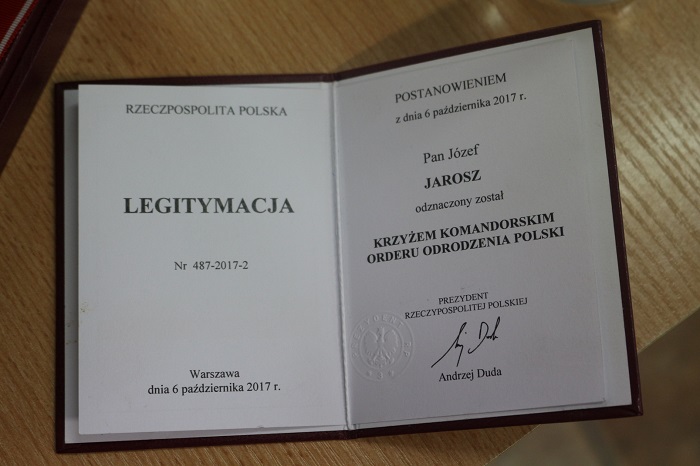 RZECZPOSPOLITA POLSKA
LEGITYMACJA
Nr 487-2017-2
Warszawa
dnia 6 października 2017 r.
POSTANOWIENIEM
z dnia 6 października 2017 r.
Pan Józef
JAROSZ
odznaczony został
KRZYŻEM KOMANDORSKIM
ORDERU ODRODZENIA POLSKI
PREZYDENT
RZECZYPOSPOLITEJ POLSKIEJ
Andrzej Duda